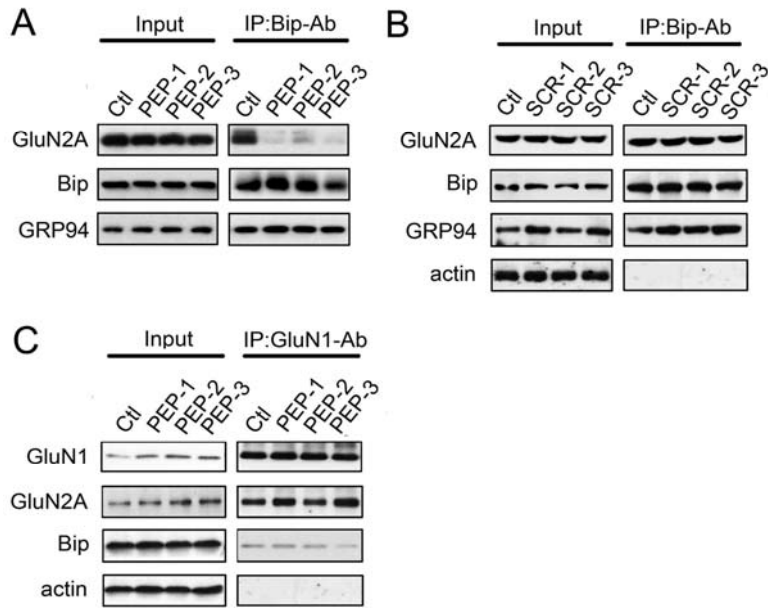 A
Input IP:Bip-Ab
Ctl PEP-1 PEP-2 PEP-3 Ctl PEP-1 PEP-2 PEP-3
GluN2A
Bip
GRP94
B
Input IP:Bip-Ab
Ctl SCR-1 SCR-2 SCR-3 Ctl SCR-1 SCR-2 SCR-3
GluN2A
Bip
GRP94
actin
C
Input IP:GluN1-Ab
Ctl PEP-1 PEP-2 PEP-3 Ctl PEP-1 PEP-2 PEP-3
GluN1
GluN2A
Bip
actin